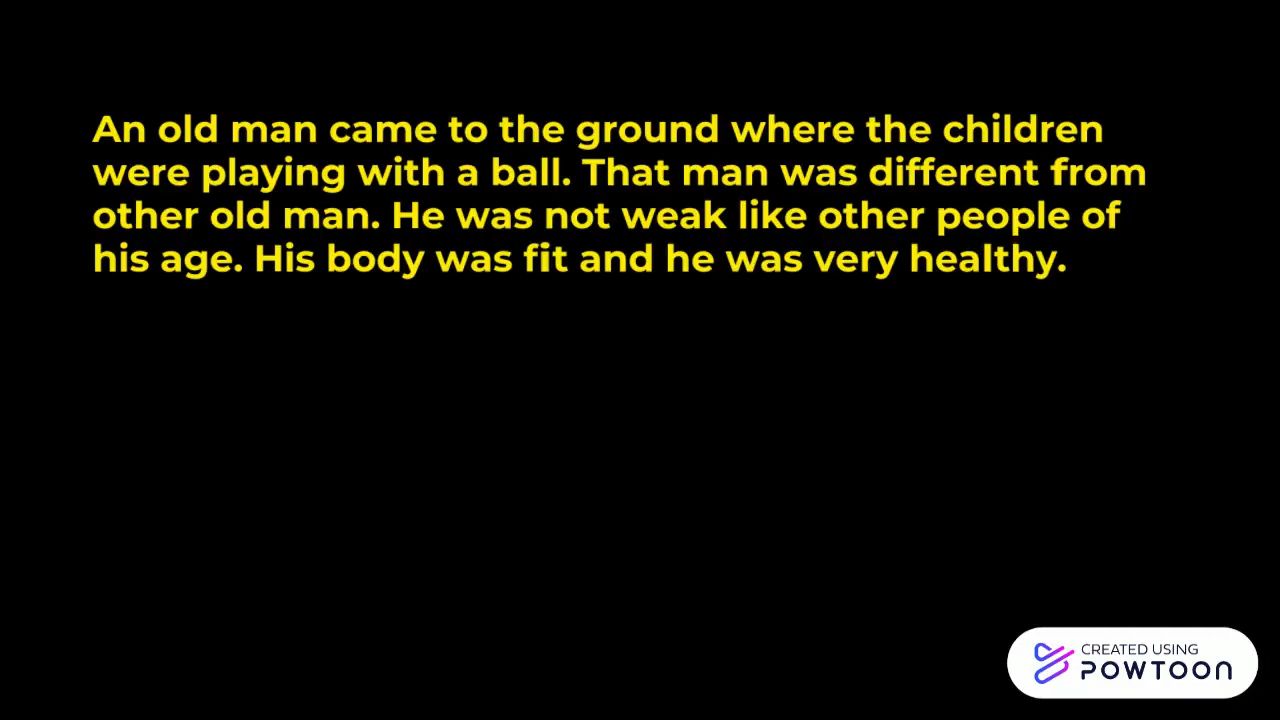 An old man came to the ground where the children
were playing with a ball. That man was different from
other old man. He was not weak like other people of
his age. His body was fit and he was very healthy.
CREATED USING
POWTOON